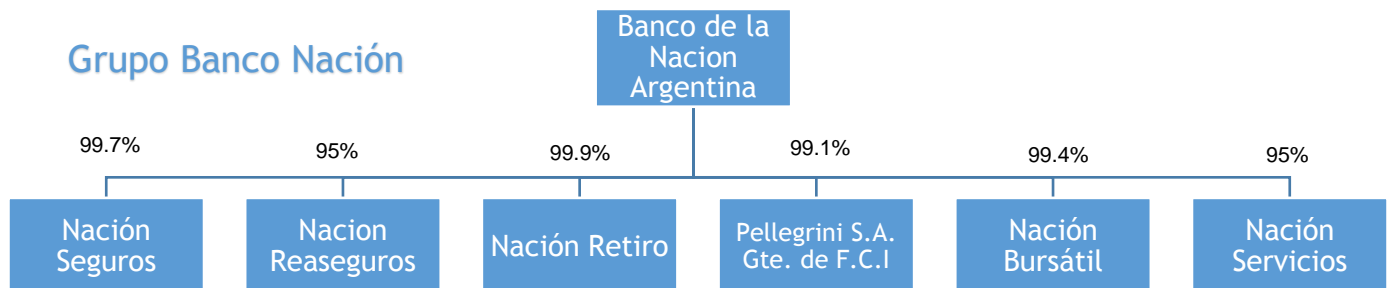 Grupo Banco Nación
Banco de la
Nacion
Argentina
99.7%
95%
99.9%
99.1%
99.4%
95%
Nación
Seguros
Nacion
Reaseguros
Nación Retiro
Pellegrini S.A.
Gte. de F.C.I
Nación
Bursátil
Nación
Servicios